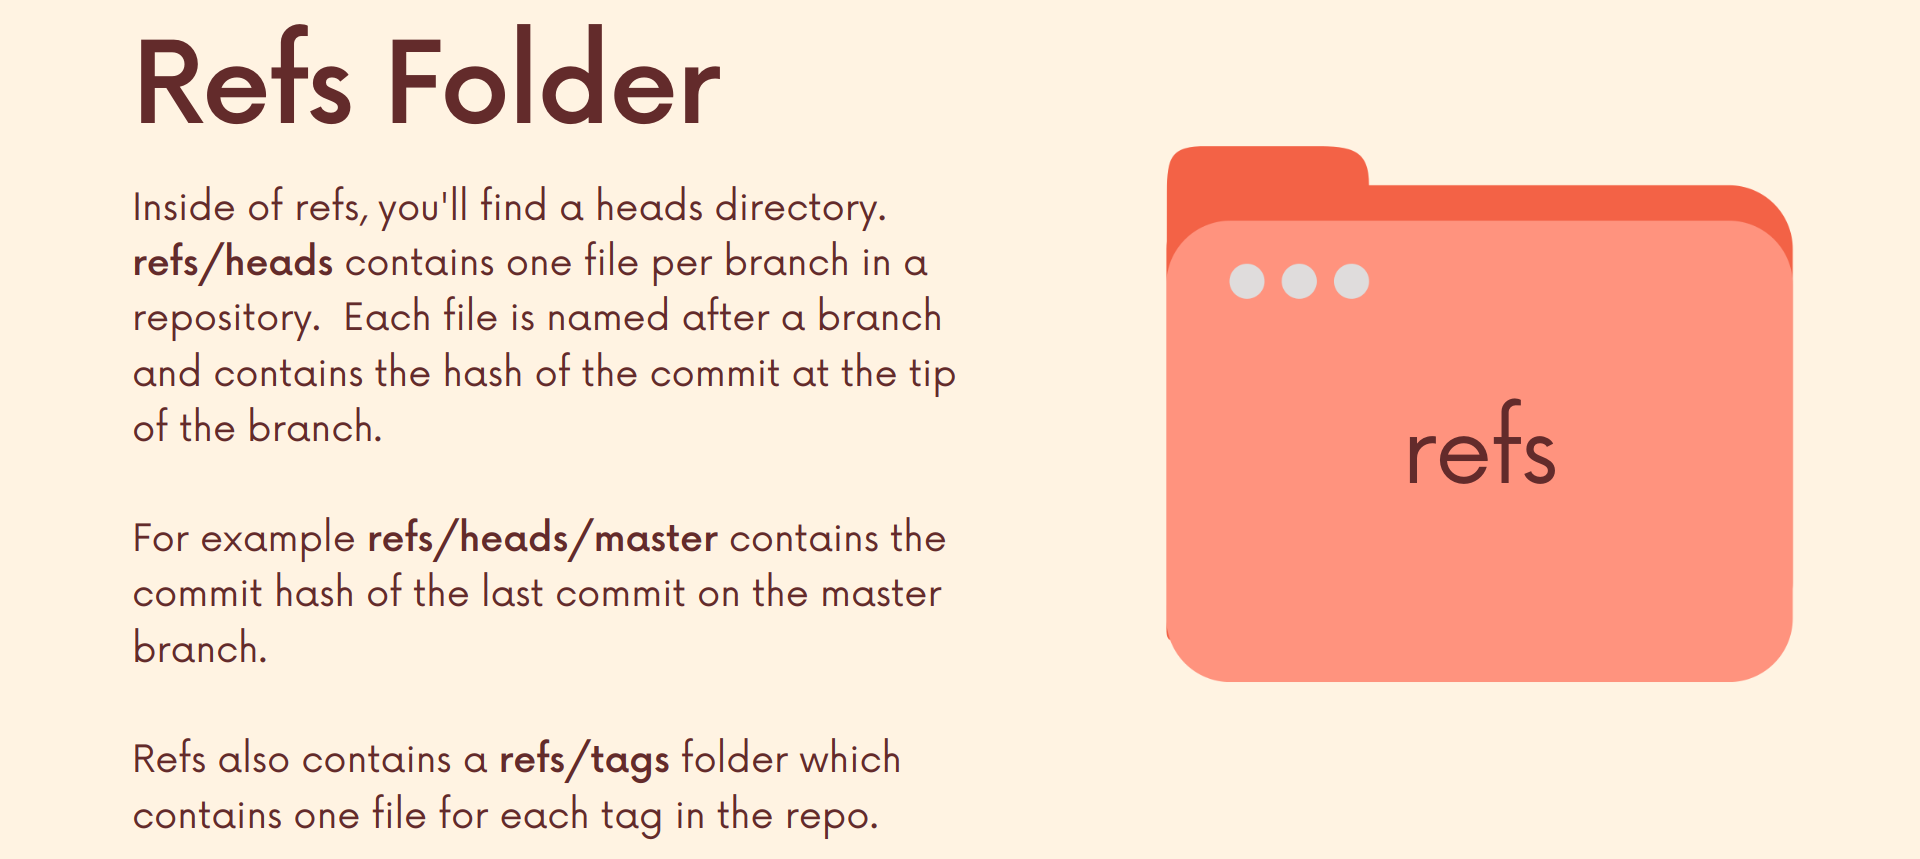 Refs Folder
Inside of refs, you'll find a heads directory.
refs/heads contains one file per branch in a
repository.  Each file is named after a branch
and contains the hash of the commit at the tip
of the branch.
For example refs/heads/master contains the
commit hash of the last commit on the master
branch.
Refs also contains a refs/tags folder which
contains one file for each tag in the repo.
refs